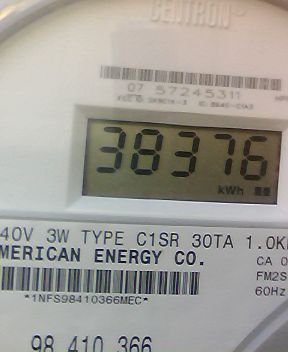 CENTRON
07 57245311
38376
kWh
40V 3W TYPE C1SR 30TA 1.0K
MERICAN ENERGY CO. CA 0
FM2S
*1NFS98410366MEC* 60Hz
98 410 366